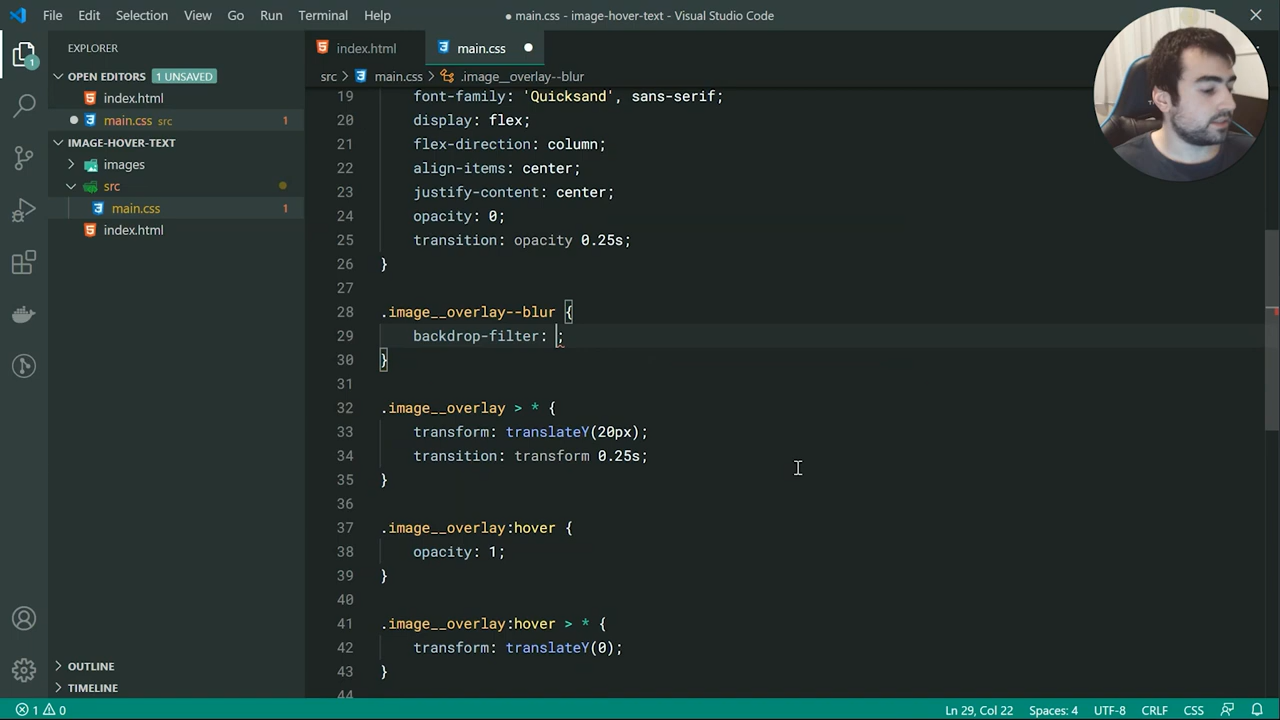 File Edit Selection View Go Run Terminal Help
● main.css - image-hover-text - Visual Studio Code
EXPLORER
OPEN EDITORS 1 UNSAVED
index.html
main.css src 1
IMAGE-HOVER-TEXT
images
src
main.css 1
index.html
OUTLINE
TIMELINE
1
index.html main.css
src > main.css > .image__overlay--blur
19 font-family: 'Quicksand', sans-serif;
20 display: flex;
21 flex-direction: column;
22 align-items: center;
23 justify-content: center;
24 opacity: 0;
25 transition: opacity 0.25s;
26 }
27
28 .image__overlay--blur {
29 backdrop-filter: ;
30 }
31
32 .image__overlay > * {
33 transform: translateY(20px);
34 transition: transform 0.25s;
35 }
36
37 .image__overlay:hover {
38 opacity: 1;
39 }
40
41 .image__overlay:hover > * {
42 transform: translateY(0);
43 }
44
1 0 Ln 29, Col 22 Spaces: 4 UTF-8 CRLF CSS